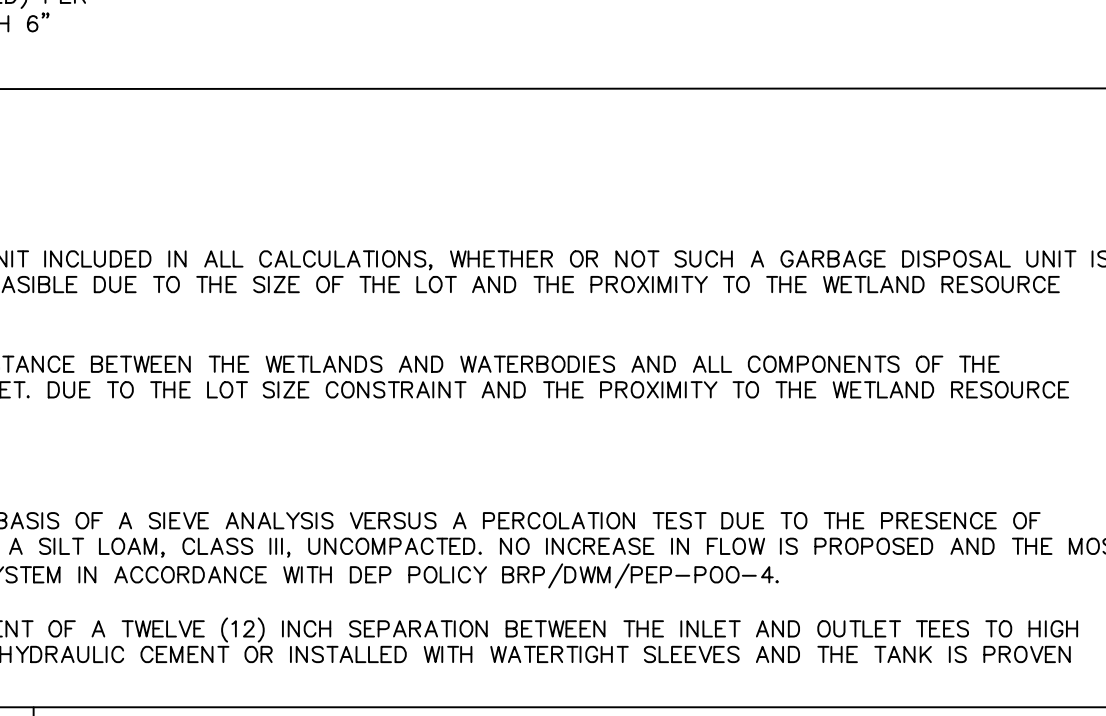 H 6"
NIT INCLUDED IN ALL CALCULATIONS, WHETHER OR NOT SUCH A GARBAGE DISPOSAL UNIT IS
ASIBLE DUE TO THE SIZE OF THE LOT AND THE PROXIMITY TO THE WETLAND RESOURCE
TANCE BETWEEN THE WETLANDS AND WATERBODIES AND ALL COMPONENTS OF THE
ET. DUE TO THE LOT SIZE CONSTRAINT AND THE PROXIMITY TO THE WETLAND RESOURCE
BASIS OF A SIEVE ANALYSIS VERSUS A PERCOLATION TEST DUE TO THE PRESENCE OF
A SILT LOAM, CLASS III, UNCOMPACTED. NO INCREASE IN FLOW IS PROPOSED AND THE MOS
YSTEM IN ACCORDANCE WITH DEP POLICY BRP/DWM/PEP-POO-4.
ENT OF A TWELVE (12) INCH SEPARATION BETWEEN THE INLET AND OUTLET TEES TO HIGH
HYDRAULIC CEMENT OR INSTALLED WITH WATERTIGHT SLEEVES AND THE TANK IS PROVEN